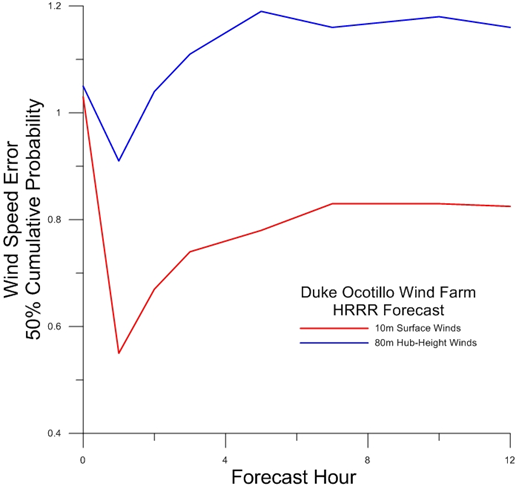 1.2
1
0.8
0.6
0.4
Wind Speed Error
50% Cumulative Probability
Duke Ocotillo Wind Farm
HRRR Forecast
10m Surface Winds
80m Hub-Height Winds
0 4 8 12
Forecast Hour